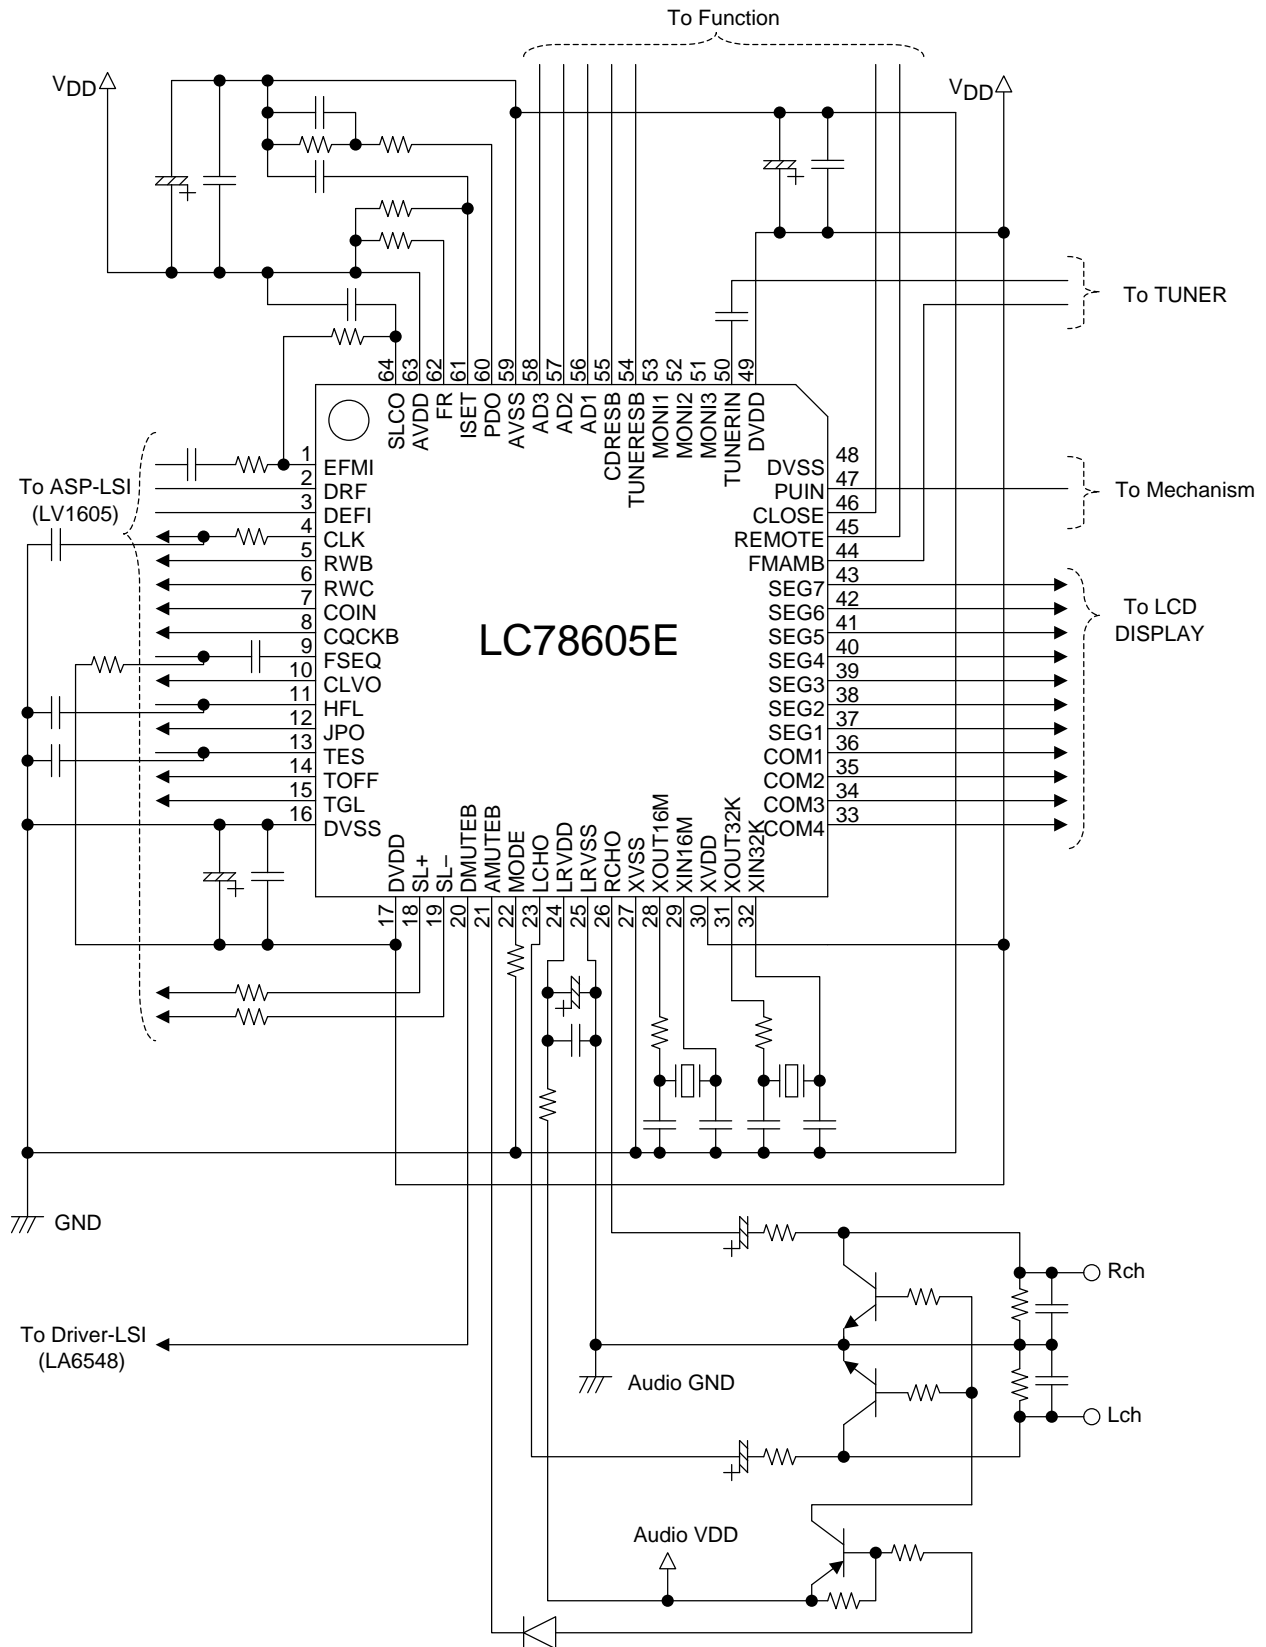 To Function
VDD
VDD
To TUNER
64 63 62 61 60 59 58 57 56 55 54 53 52 51 50 49
SLCO AVDD FR ISET PDO AVSS AD3 AD2 AD1 CDRESB TUNERESB MONI1 MONI2 MONI3 TUNERIN DVDD
To ASP-LSI
(LV1605)
1 EFMI
2 DRF
3 DEFI
4 CLK
5 RWB
6 RWC
7 COIN
8 CQCKB
9 FSEQ
10 CLVO
11 HFL
12 JPO
13 TES
14 TOFF
15 TGL
16 DVSS
LC78605E
DVSS 48
PUIN 47
CLOSE 46
REMOTE 45
FMAMB 44
SEG7 43
SEG6 42
SEG5 41
SEG4 40
SEG3 39
SEG2 38
SEG1 37
COM1 36
COM2 35
COM3 34
COM4 33
To Mechanism
To LCD
DISPLAY
DVDD SL+ SL– DMUTEB AMUTEB MODE LCHO LRVDD LRVSS RCHO XVSS XOUT16M XIN16M XVDD XOUT32K XIN32K
17 18 19 20 21 22 23 24 25 26 27 28 29 30 31 32
+
+
+
+
GND
+
Rch
To Driver-LSI
(LA6548)
Audio GND
Lch
+
Audio VDD